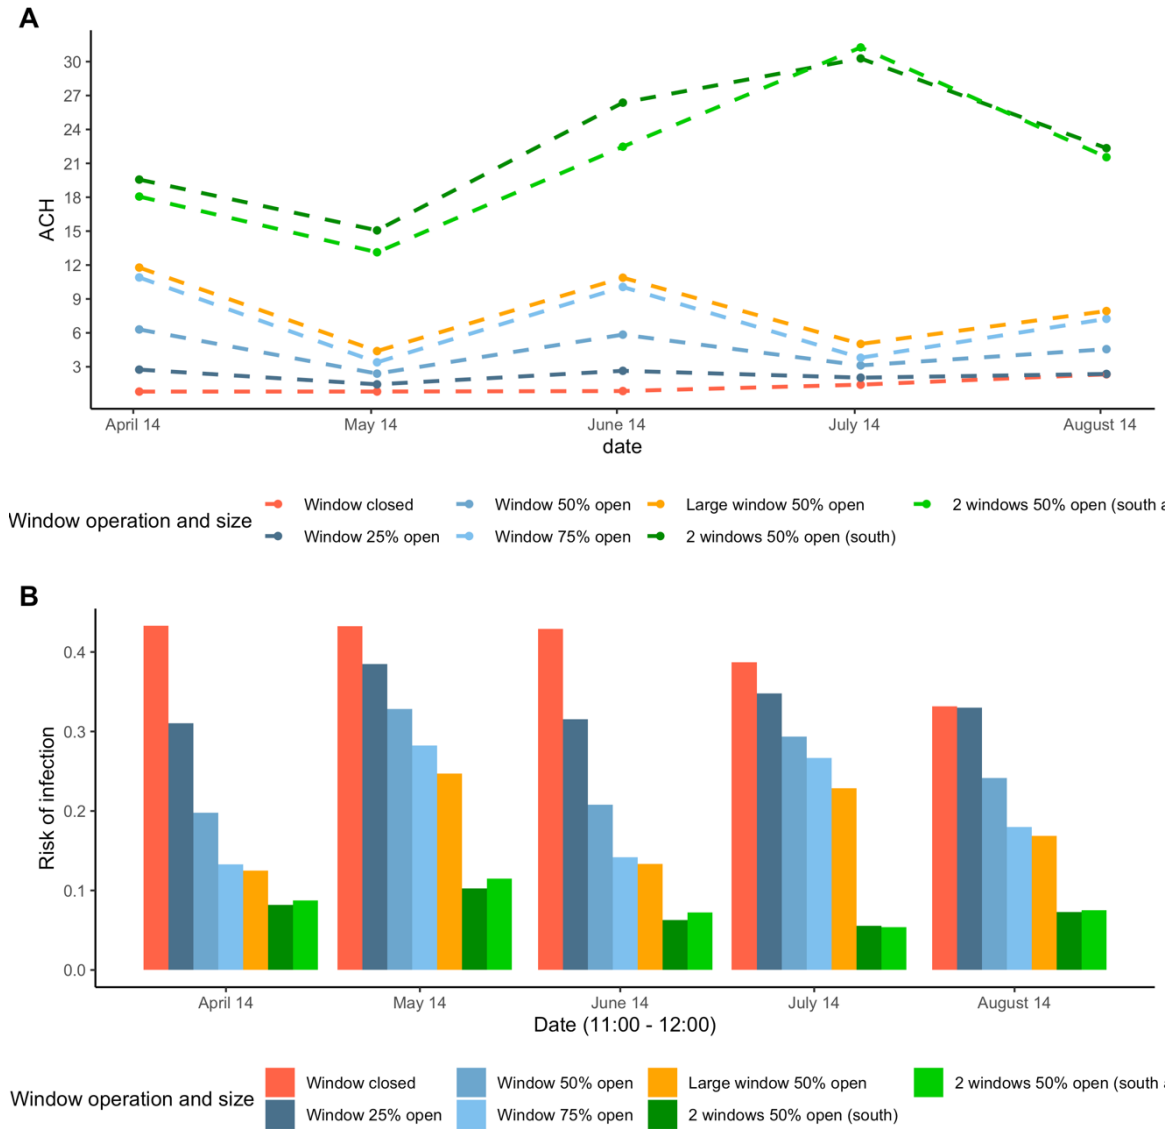 A
30
27
24
21
18
15
12
9
6
3
ACH
April 14 May 14 June 14 July 14 August 14
date
Window operation and size
Window closed Window 50% open Large window 50% open 2 windows 50% open (south a
Window 25% open Window 75% open 2 windows 50% open (south)
B
0.4
0.3
0.2
0.1
0.0
Risk of infection
April 14 May 14 June 14 July 14 August 14
Date (11:00 - 12:00)
Window operation and size
Window closed Window 50% open Large window 50% open 2 windows 50% open (south a
Window 25% open Window 75% open 2 windows 50% open (south)